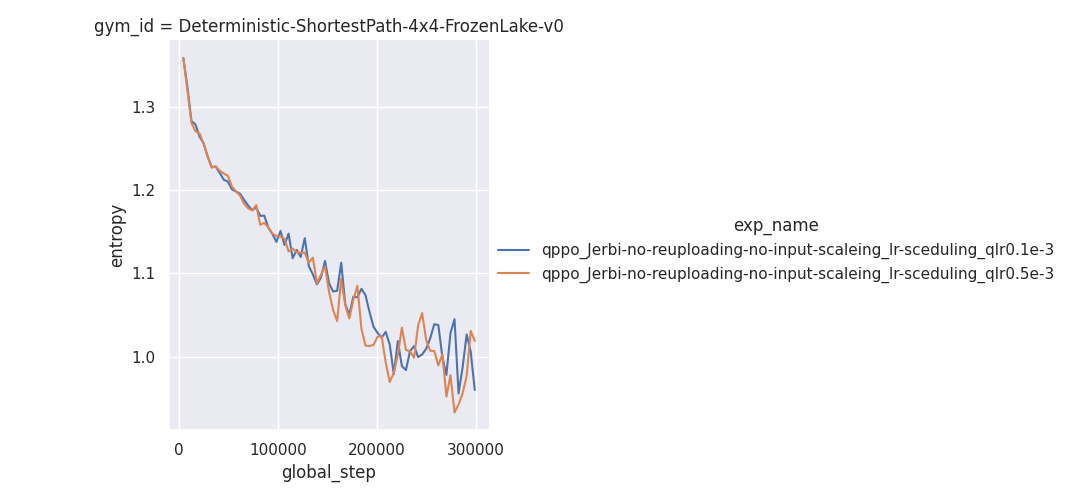 gym_id = Deterministic-ShortestPath-4x4-FrozenLake-v0
1.3
1.2
1.1
1.0
entropy
0
100000
200000
300000
global_step
exp_name
qppo_Jerbi-no-reuploading-no-input-scaleing_lr-sceduling_qlr0.1e-3
qppo_Jerbi-no-reuploading-no-input-scaleing_lr-sceduling_qlr0.5e-3